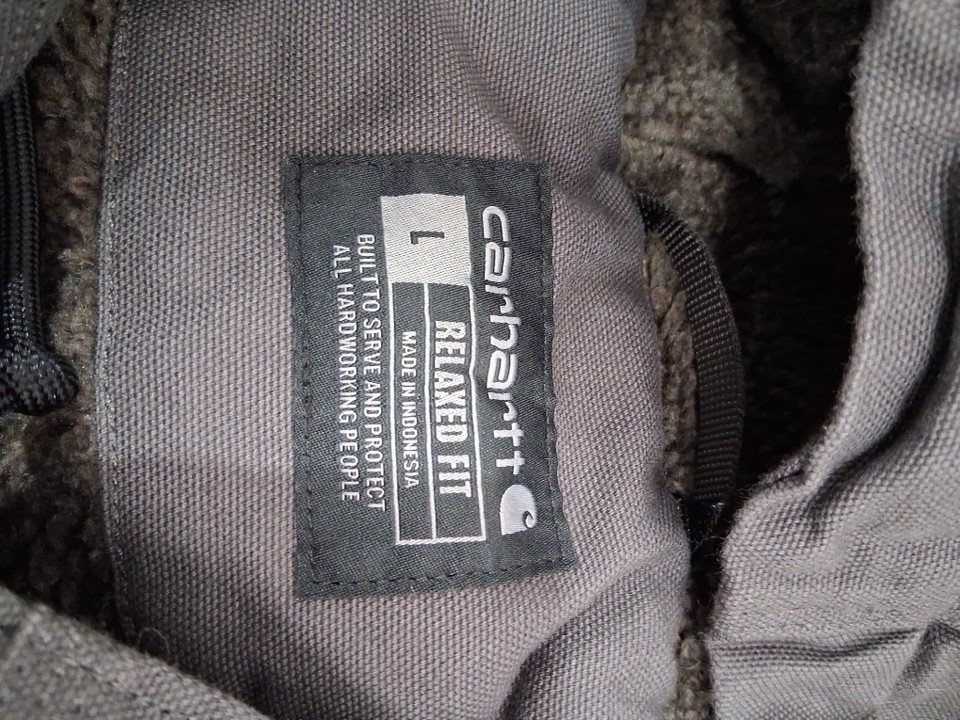 carhartt
L
RELAXED FIT
MADE IN INDONESIA
BUILT TO SERVE AND PROTECT
ALL HARDWORKING PEOPLE